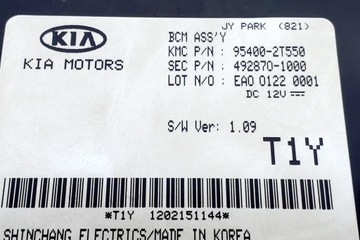 JY PARK (821)
KIA
KIA MOTORS
BCM ASS'Y
KMC P/N : 95400-2T550
SEC P/N : 492870-1000
LOT N/O : EA0 0122 0001
DC 12V
S/W Ver: 1.09
T1Y
*T1Y 1202151144*
SHINCHANG ELECTRICS/MADE IN KOREA